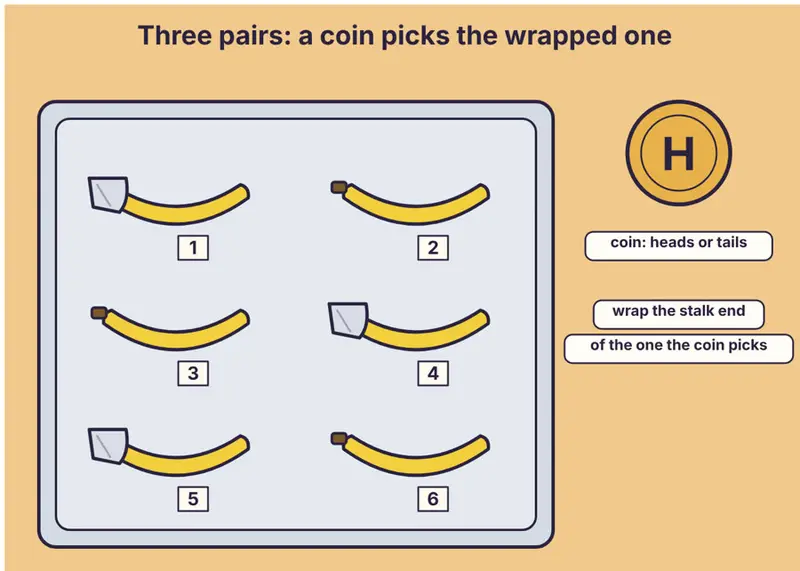 Three pairs: a coin picks the wrapped one
H
coin: heads or tails
1
2
wrap the stalk end
of the one the coin picks
3
4
5
6